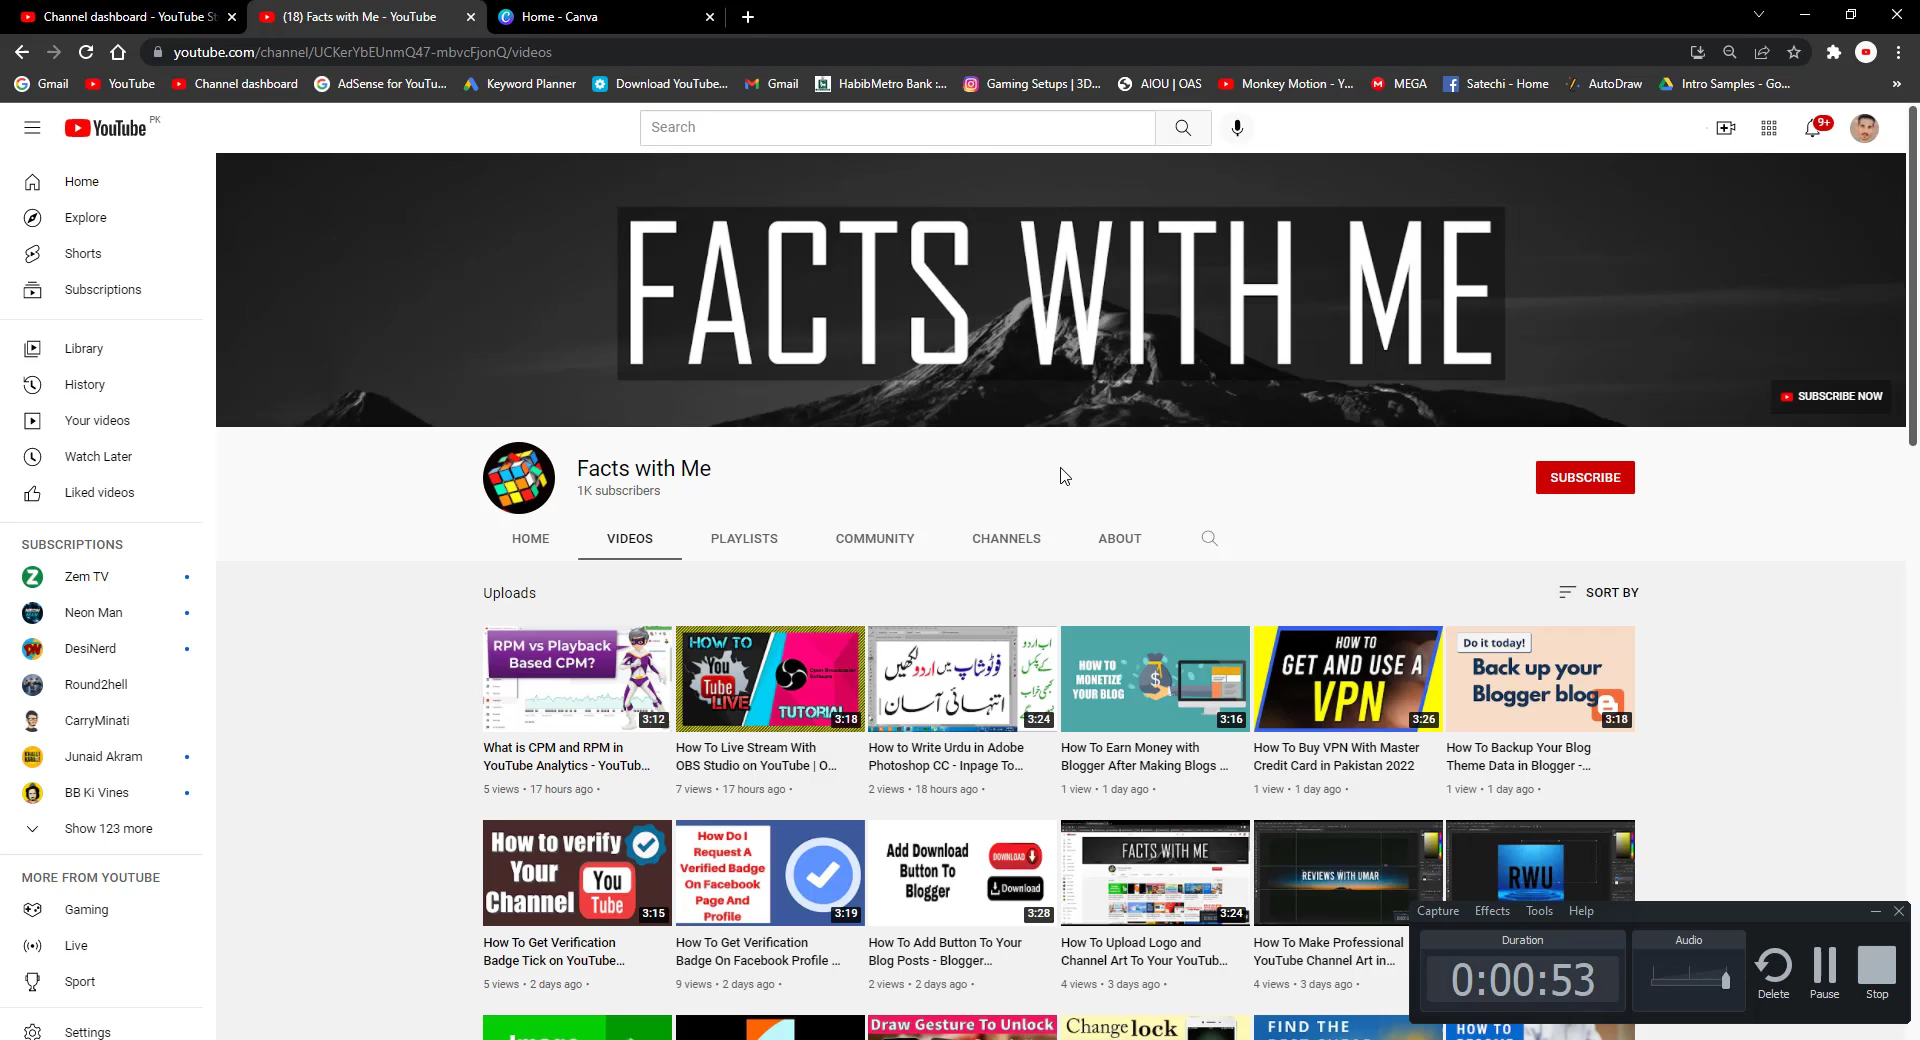 Channel dashboard - YouTube St
(18) Facts with Me - YouTube
Home - Canva
youtube.com/channel/UCKerYbEUnmQ47-mbvcFjonQ/videos
Gmail
YouTube
Channel dashboard
AdSense for YouTu...
Keyword Planner
Download YouTube...
Gmail
HabibMetro Bank :...
Gaming Setups | 3D...
AIOU | OAS
Monkey Motion - Y...
MEGA
Satechi - Home
AutoDraw
Intro Samples - Go...
YouTube PK
Search
9+
Home
Explore
Shorts
Subscriptions
Library
History
Your videos
Watch Later
Liked videos
SUBSCRIPTIONS
Zem TV
Neon Man
DesiNerd
Round2hell
CarryMinati
Junaid Akram
BB Ki Vines
Show 123 more
MORE FROM YOUTUBE
Gaming
Live
Sport
Settings
FACTS WITH ME
SUBSCRIBE NOW
Facts with Me
1K subscribers
SUBSCRIBE
HOME
VIDEOS
PLAYLISTS
COMMUNITY
CHANNELS
ABOUT
Uploads
SORT BY
RPM vs Playback
Based CPM?
3:12
What is CPM and RPM in
YouTube Analytics - YouTub...
5 views • 17 hours ago •
HOW TO
You
Tube
LIVE
Open Broadcaster
Software
TUTORIAL
3:18
How To Live Stream With
OBS Studio on YouTube | O...
7 views • 17 hours ago •
فوٹوشاپ میں اردو لکھیں
انتہائی آسان
اب اردو
کے پکسل
بھی خراب
3:24
How to Write Urdu in Adobe
Photoshop CC - Inpage To...
2 views • 18 hours ago •
HOW TO
MONETIZE
YOUR BLOG
3:16
How To Earn Money with
Blogger After Making Blogs ...
1 view • 1 day ago •
HOW TO
GET AND USE A
VPN
3:26
How To Buy VPN With Master
Credit Card in Pakistan 2022
1 view • 1 day ago •
Do it today!
Back up your
Blogger blog
3:18
How To Backup Your Blog
Theme Data in Blogger -...
1 view • 1 day ago •
How to verify
Your
Channel
You
Tube
3:15
How To Get Verification
Badge Tick on YouTube...
5 views • 2 days ago •
How Do I
Request A
Verified Badge
On Facebook
Page And
Profile
3:19
How To Get Verification
Badge On Facebook Profile ...
9 views • 2 days ago •
Add Download
Button To
Blogger
DOWNLOAD
Download
3:28
How To Add Button To Your
Blog Posts - Blogger...
2 views • 2 days ago •
FACTS WITH ME
3:24
How To Upload Logo and
Channel Art To Your YouTub...
4 views • 3 days ago •
REVIEWS WITH UMAR
How To Make Professional
YouTube Channel Art in...
4 views • 3 days ago •
RWU
Draw Gesture To Unlock
Change lock
FIND THE
HOW TO
Capture
Effects
Tools
Help
Duration
0:00:53
Audio
Delete
Pause
Stop